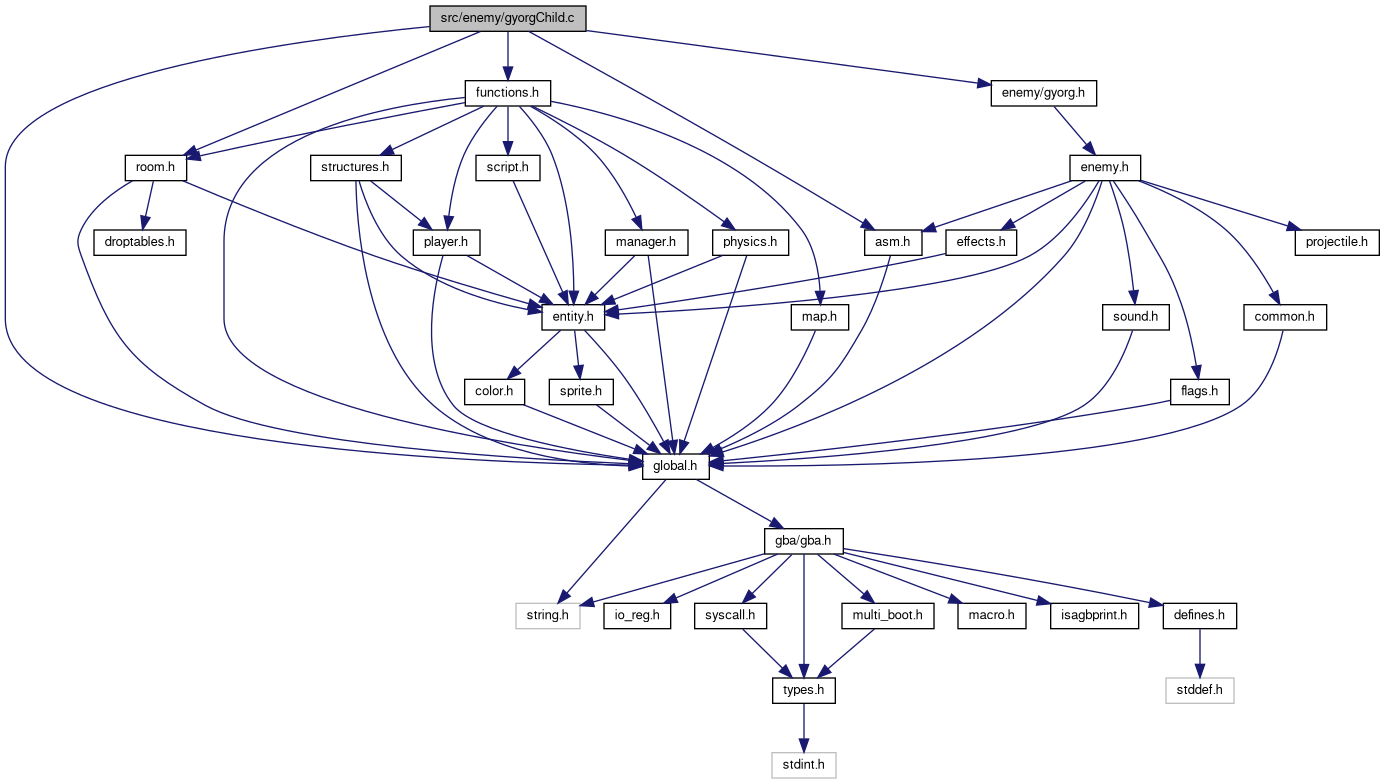 src/enemy/gyorgChild.c
functions.h
enemy/gyorg.h
room.h
structures.h
script.h
enemy.h
droptables.h
player.h
manager.h
physics.h
asm.h
effects.h
projectile.h
entity.h
map.h
sound.h
common.h
color.h
sprite.h
flags.h
global.h
gba/gba.h
string.h
io_reg.h
syscall.h
multi_boot.h
macro.h
isagbprint.h
defines.h
types.h
stddef.h
stdint.h